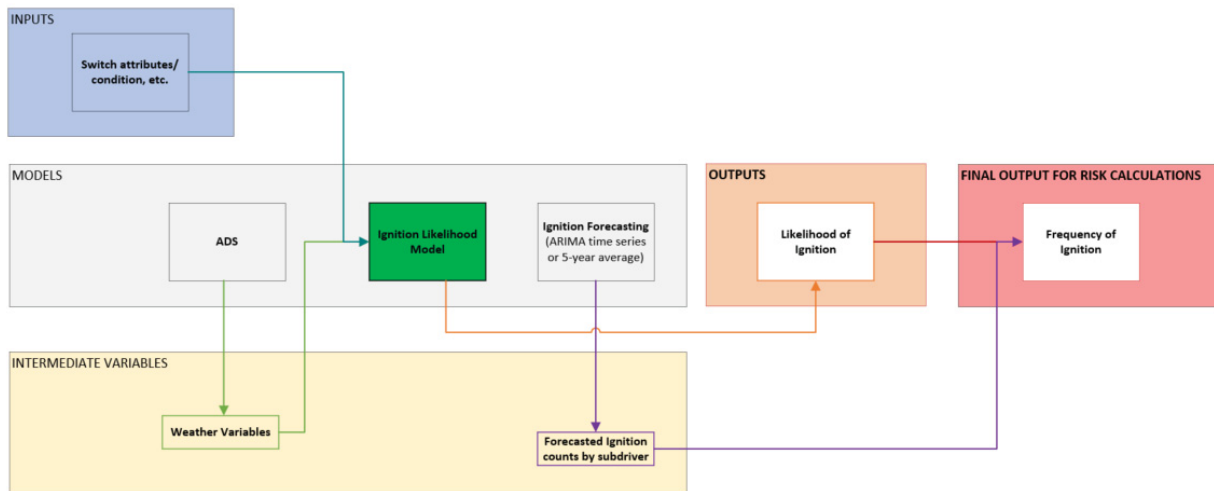 INPUTS
Switch attributes/
condition, etc.
MODELS
ADS
Ignition Likelihood
Model
Ignition Forecasting
(ARIMA time series
or 5-year average)
OUTPUTS
Likelihood of
Ignition
FINAL OUTPUT FOR RISK CALCULATIONS
Frequency of
Ignition
INTERMEDIATE VARIABLES
Weather Variables
Forecasted Ignition
counts by subdriver